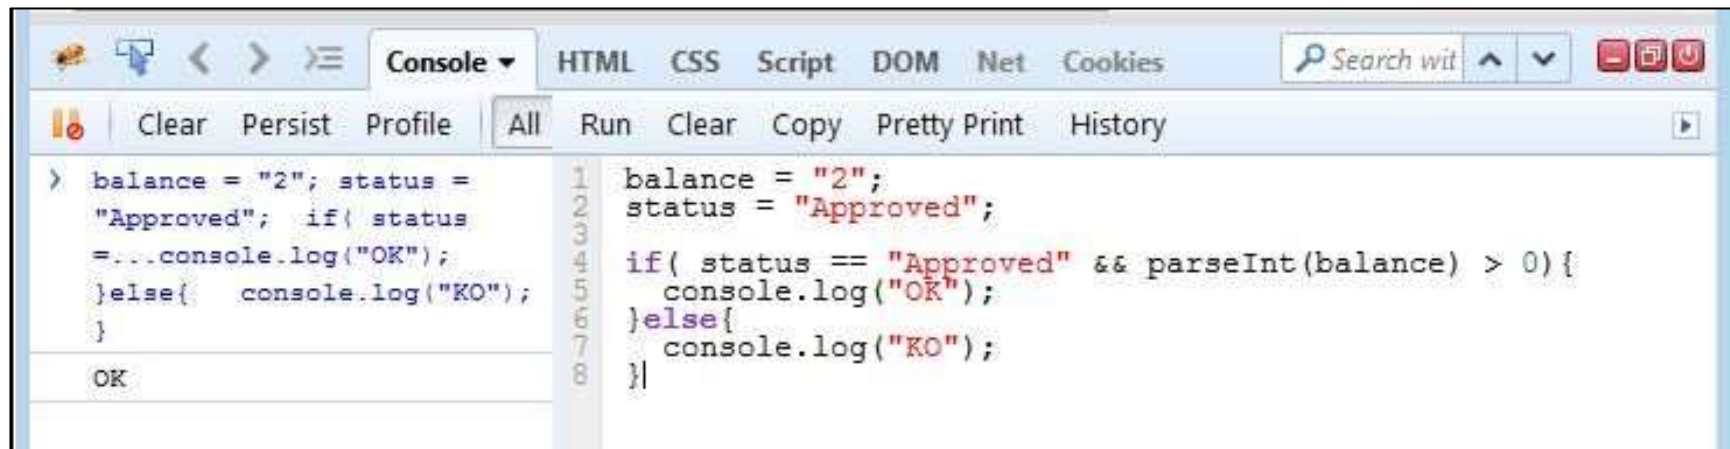 Console HTML CSS Script DOM Net Cookies Search wit
Clear Persist Profile All Run Clear Copy Pretty Print History
> balance = "2"; status =
"Approved";  if( status
=...console.log("OK");
}else{   console.log("KO");
}
OK
1 balance = "2";
2 status = "Approved";
3
4 if( status == "Approved" && parseInt(balance) > 0){
5   console.log("OK");
6 }else{
7   console.log("KO");
8 }